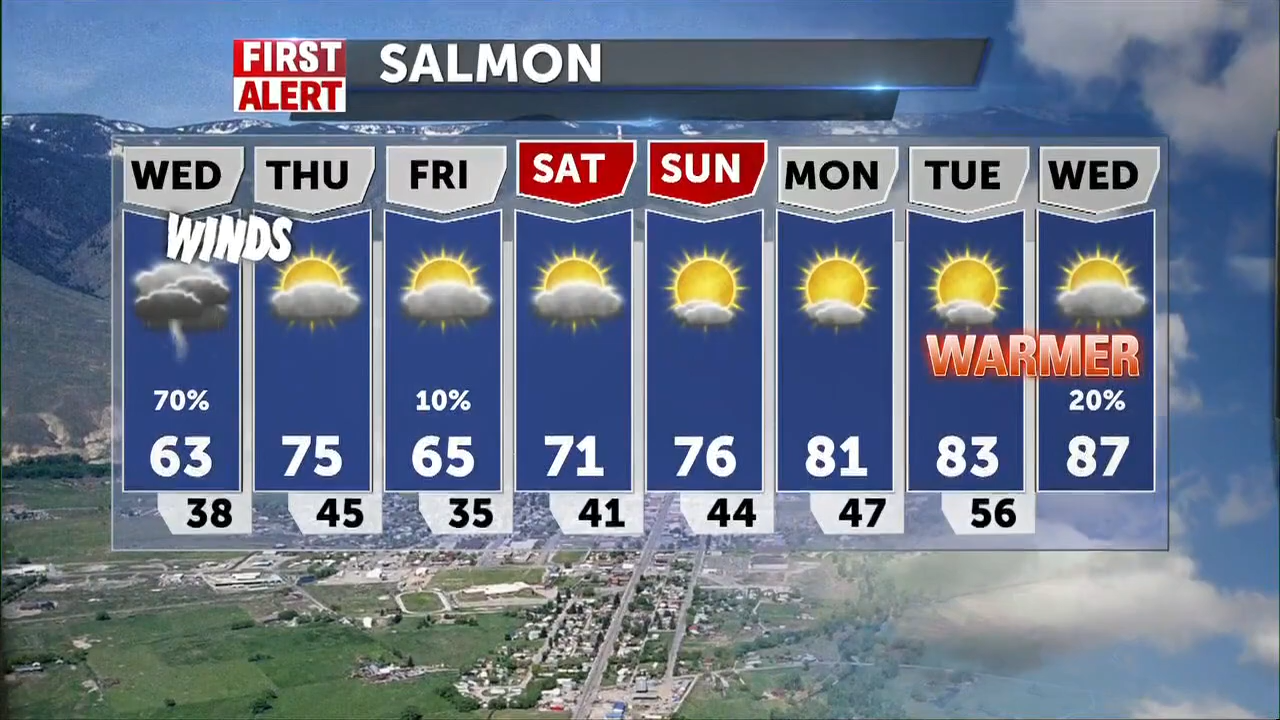 FIRST
ALERT
SALMON
WED THU FRI SAT SUN MON TUE WED
WINDS
WARMER
70% 10% 20%
63 75 65 71 76 81 83 87
38 45 35 41 44 47 56